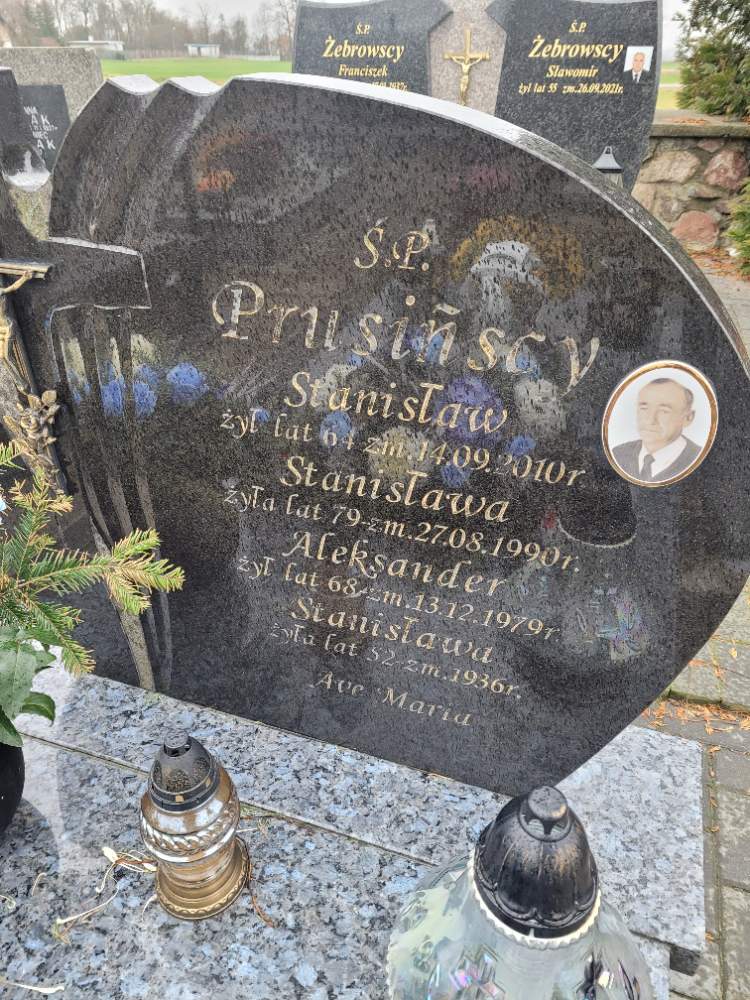 Ś.P.
Żebrowscy
Franciszek
Ś.P.
Żebrowscy
Sławomir
żył lat 55 zm.26.09.2021r.
Ś.P.
Prusińscy
Stanisław
żył lat 64 zm.14.09.2010r.
Stanisława
żyła lat 79 zm.27.08.1990r.
Aleksander
żył lat 68 zm.13.12.1979r.
Stanisława
żyła lat 52 zm.1936r.
Ave Maria